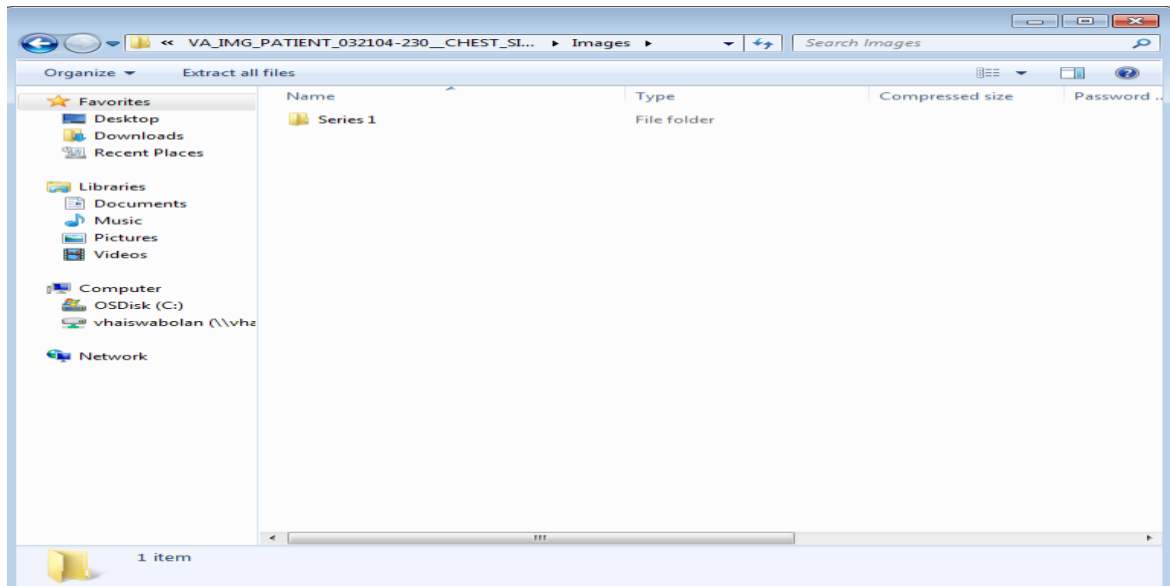 « VA_IMG_PATIENT_032104-230__CHEST_SI... ▸ Images ▸ Search Images
Organize Extract all files
Name Type Compressed size Password ..
Series 1 File folder
Favorites
Desktop
Downloads
Recent Places
Libraries
Documents
Music
Pictures
Videos
Computer
OSDisk (C:)
vhaiswabolan (\\vha
Network
1 item